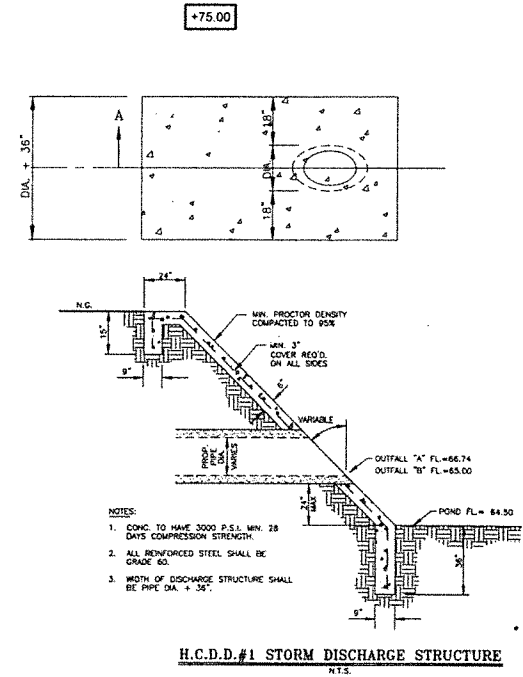 +75.00
DIA. + 36"
A
18"
DIA.
18"
24"
N.G.
15"
9"
MIN. PROCTOR DENSITY
COMPACTED TO 95%
MIN. 3"
COVER REQ'D.
ON ALL SIDES
6"
VARIABLE
PROP.
PIPE
DIA.
VARIES
OUTFALL "A" FL.=66.74
OUTFALL "B" FL.=65.00
24"
MAX
POND FL.= 64.50
36"
9"
NOTES:
1. CONC. TO HAVE 3000 P.S.I. MIN. 28
DAYS COMPRESSION STRENGTH.
2. ALL REINFORCED STEEL SHALL BE
GRADE 60.
3. WIDTH OF DISCHARGE STRUCTURE SHALL
BE PIPE DIA. + 36".
H.C.D.D.#1 STORM DISCHARGE STRUCTURE
N.T.S.